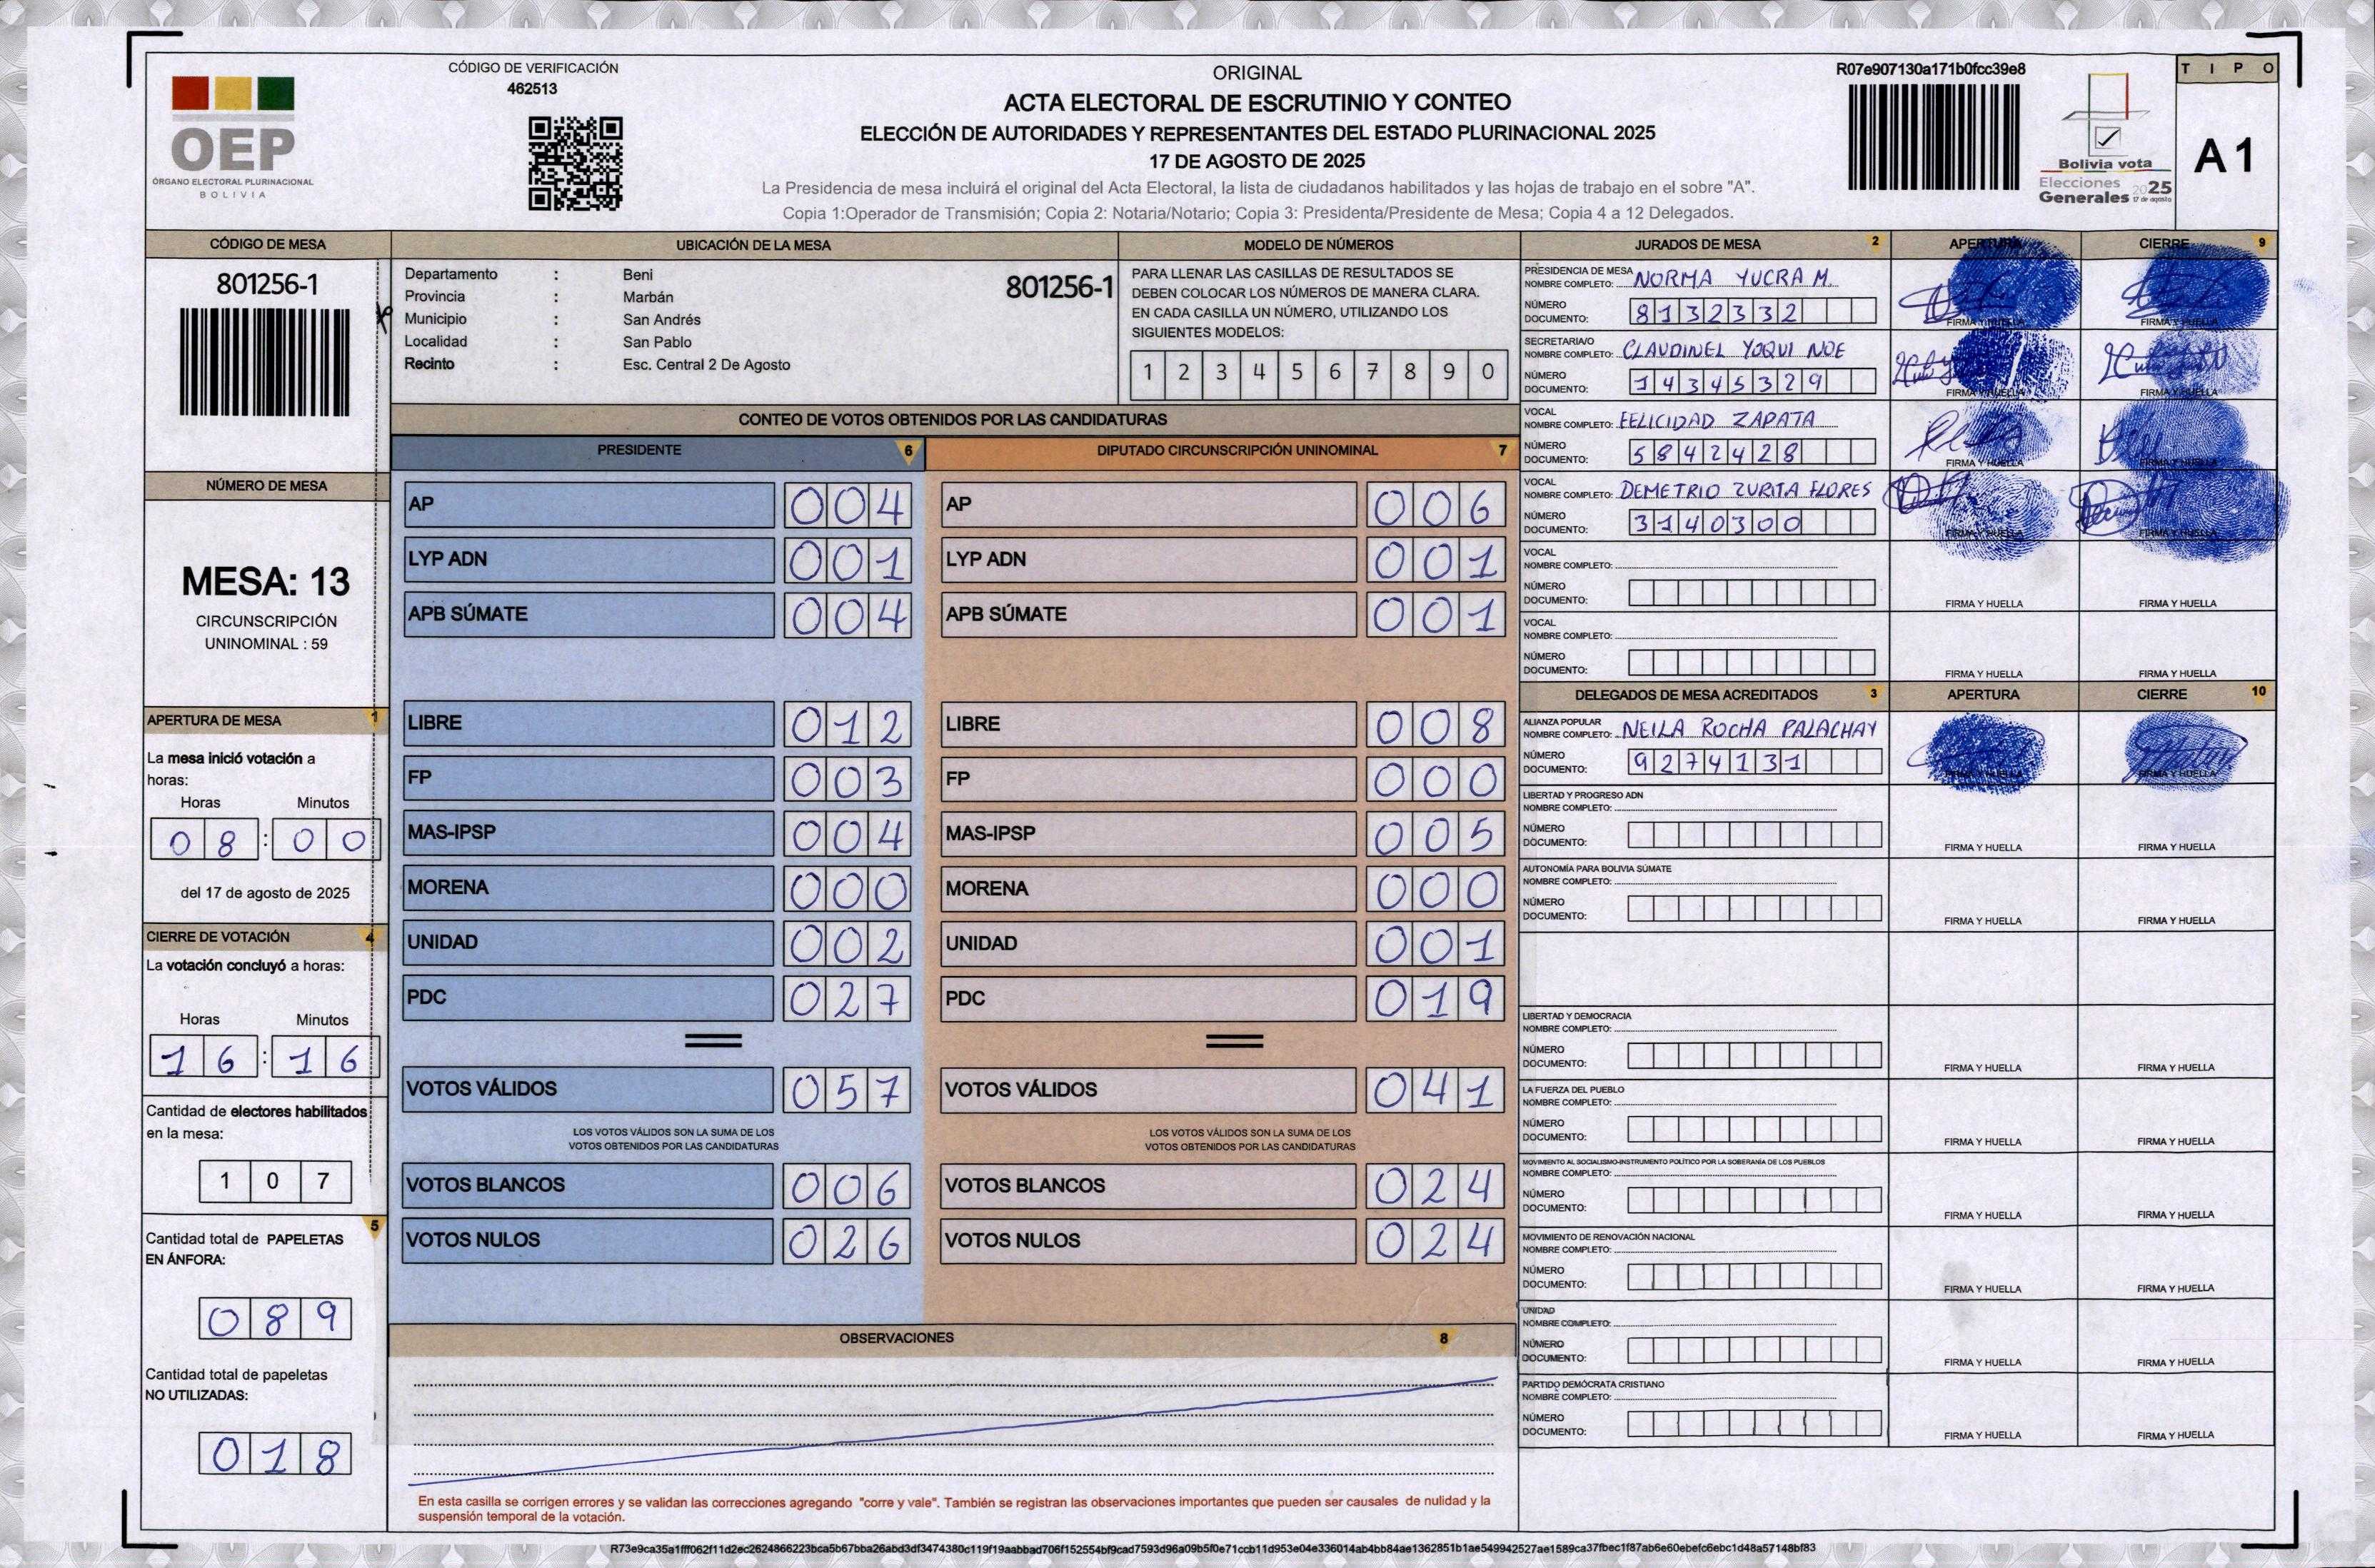 CÓDIGO DE VERIFICACIÓN
462513
OEP
ÓRGANO ELECTORAL PLURINACIONAL
BOLIVIA
ORIGINAL
ACTA ELECTORAL DE ESCRUTINIO Y CONTEO
ELECCIÓN DE AUTORIDADES Y REPRESENTANTES DEL ESTADO PLURINACIONAL 2025
17 DE AGOSTO DE 2025
La Presidencia de mesa incluirá el original del Acta Electoral, la lista de ciudadanos habilitados y las hojas de trabajo en el sobre "A".
Copia 1:Operador de Transmisión; Copia 2: Notaria/Notario; Copia 3: Presidenta/Presidente de Mesa; Copia 4 a 12 Delegados.
R07e907130a171b0fcc39e8
Bolivia vota
Elecciones
Generales 2025
17 de agosto
TIPO
A1
CÓDIGO DE MESA
801256-1
NÚMERO DE MESA
MESA: 13
CIRCUNSCRIPCIÓN
UNINOMINAL : 59
APERTURA DE MESA 1
La mesa inició votación a
horas:
Horas Minutos
08:00
del 17 de agosto de 2025
CIERRE DE VOTACIÓN 4
La votación concluyó a horas:
Horas Minutos
16:16
Cantidad de electores habilitados
en la mesa:
107
5
Cantidad total de PAPELETAS
EN ÁNFORA:
089
Cantidad total de papeletas
NO UTILIZADAS:
018
UBICACIÓN DE LA MESA
Departamento : Beni
801256-1
Provincia : Marbán
Municipio : San Andrés
Localidad : San Pablo
Recinto : Esc. Central 2 De Agosto
MODELO DE NÚMEROS
PARA LLENAR LAS CASILLAS DE RESULTADOS SE
DEBEN COLOCAR LOS NÚMEROS DE MANERA CLARA.
EN CADA CASILLA UN NÚMERO, UTILIZANDO LOS
SIGUIENTES MODELOS:
1 2 3 4 5 6 7 8 9 0
CONTEO DE VOTOS OBTENIDOS POR LAS CANDIDATURAS
PRESIDENTE 6
AP 004
LYP ADN 001
APB SÚMATE 004
LIBRE 012
FP 003
MAS-IPSP 004
MORENA 000
UNIDAD 002
PDC 027
VOTOS VÁLIDOS 057
LOS VOTOS VÁLIDOS SON LA SUMA DE LOS
VOTOS OBTENIDOS POR LAS CANDIDATURAS
VOTOS BLANCOS 006
VOTOS NULOS 026
DIPUTADO CIRCUNSCRIPCIÓN UNINOMINAL 7
AP 006
LYP ADN 001
APB SÚMATE 001
LIBRE 008
FP 000
MAS-IPSP 005
MORENA 000
UNIDAD 001
PDC 019
VOTOS VÁLIDOS 041
LOS VOTOS VÁLIDOS SON LA SUMA DE LOS
VOTOS OBTENIDOS POR LAS CANDIDATURAS
VOTOS BLANCOS 024
VOTOS NULOS 024
OBSERVACIONES 8
En esta casilla se corrigen errores y se validan las correcciones agregando "corre y vale". También se registran las observaciones importantes que pueden ser causales de nulidad y la
suspensión temporal de la votación.
JURADOS DE MESA 2 APERTURA CIERRE 9
PRESIDENCIA DE MESA
NOMBRE COMPLETO: NORMA YUCRA M.
NÚMERO
DOCUMENTO: 8132332
FIRMA Y HUELLA FIRMA Y HUELLA
SECRETARIA/O
NOMBRE COMPLETO: CLAUDINEL YOQUI NOE
NÚMERO
DOCUMENTO: 14345329
FIRMA Y HUELLA FIRMA Y HUELLA
VOCAL
NOMBRE COMPLETO: FELICIDAD ZAPATA
NÚMERO
DOCUMENTO: 5842428
FIRMA Y HUELLA FIRMA Y HUELLA
VOCAL
NOMBRE COMPLETO: DEMETRIO ZURITA FLORES
NÚMERO
DOCUMENTO: 3140300
FIRMA Y HUELLA FIRMA Y HUELLA
VOCAL
NOMBRE COMPLETO:
NÚMERO
DOCUMENTO:
FIRMA Y HUELLA FIRMA Y HUELLA
VOCAL
NOMBRE COMPLETO:
NÚMERO
DOCUMENTO:
FIRMA Y HUELLA FIRMA Y HUELLA
DELEGADOS DE MESA ACREDITADOS 3 APERTURA CIERRE 10
ALIANZA POPULAR
NOMBRE COMPLETO: NEILA ROCHA PALACHAY
NÚMERO
DOCUMENTO: 9274131
FIRMA Y HUELLA FIRMA Y HUELLA
LIBERTAD Y PROGRESO ADN
NOMBRE COMPLETO:
NÚMERO
DOCUMENTO:
FIRMA Y HUELLA FIRMA Y HUELLA
AUTONOMÍA PARA BOLIVIA SÚMATE
NOMBRE COMPLETO:
NÚMERO
DOCUMENTO:
FIRMA Y HUELLA FIRMA Y HUELLA
LIBERTAD Y DEMOCRACIA
NOMBRE COMPLETO:
NÚMERO
DOCUMENTO:
FIRMA Y HUELLA FIRMA Y HUELLA
LA FUERZA DEL PUEBLO
NOMBRE COMPLETO:
NÚMERO
DOCUMENTO:
FIRMA Y HUELLA FIRMA Y HUELLA
MOVIMIENTO AL SOCIALISMO-INSTRUMENTO POLÍTICO POR LA SOBERANÍA DE LOS PUEBLOS
NOMBRE COMPLETO:
NÚMERO
DOCUMENTO:
FIRMA Y HUELLA FIRMA Y HUELLA
MOVIMIENTO DE RENOVACIÓN NACIONAL
NOMBRE COMPLETO:
NÚMERO
DOCUMENTO:
FIRMA Y HUELLA FIRMA Y HUELLA
UNIDAD
NOMBRE COMPLETO:
NÚMERO
DOCUMENTO:
FIRMA Y HUELLA FIRMA Y HUELLA
PARTIDO DEMÓCRATA CRISTIANO
NOMBRE COMPLETO:
NÚMERO
DOCUMENTO:
FIRMA Y HUELLA FIRMA Y HUELLA